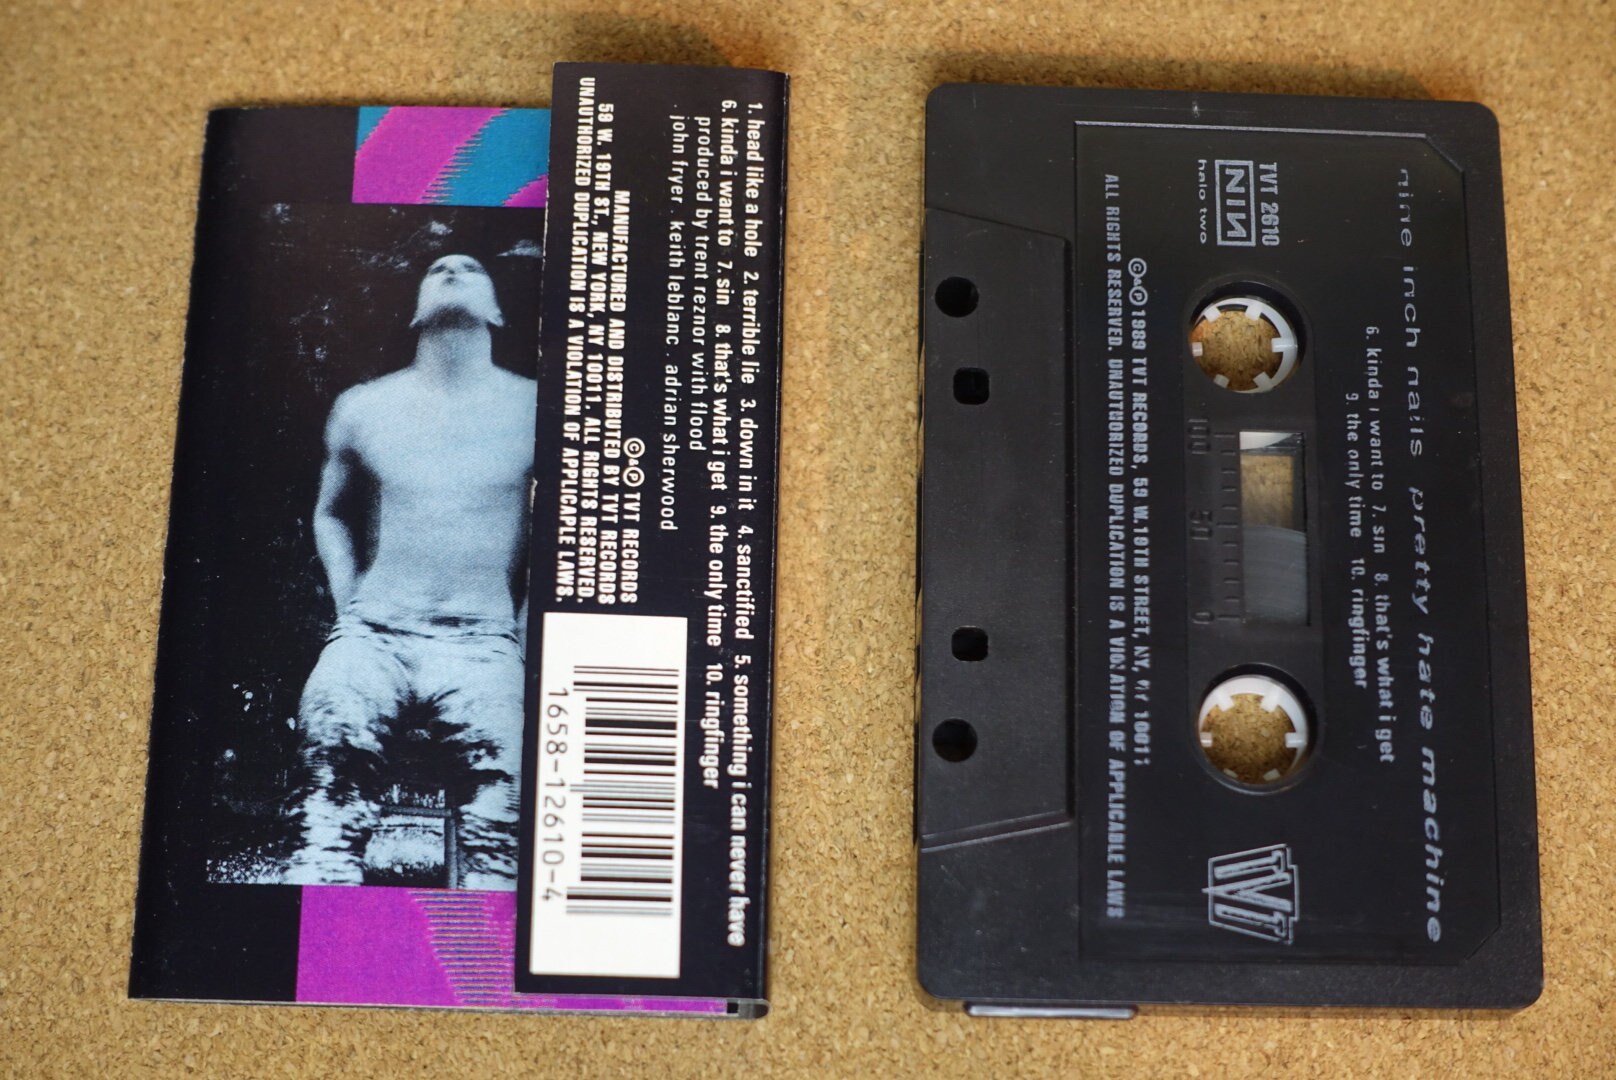 1. head like a hole 2. terrible lie 3. down in it 4. sanctified 5. something i can never have
6. kinda i want to 7. sin 8. that's what i get 9. the only time 10. ringfinger
produced by trent reznor with flood
. john fryer . keith leblanc . adrian sherwood
©&℗ TVT RECORDS
MANUFACTURED AND DISTRIBUTED BY TVT RECORDS
59 W. 19TH ST., NEW YORK, NY 10011. ALL RIGHTS RESERVED.
UNAUTHORIZED DUPLICATION IS A VIOLATION OF APPLICAPLE LAWS.
1658-12610-4
nine inch nails pretty hate machine
6. kinda i want to 7. sin 8. that's what i get
9. the only time 10. ringfinger
TVT 2610
NIN
halo two
TVT
100 50 0
©&℗ 1989 TVT RECORDS, 59 W. 19TH STREET, NY, NY 10011
ALL RIGHTS RESERVED. UNAUTHORIZED DUPLICATION IS A VIOLATION OF APPLICABLE LAWS